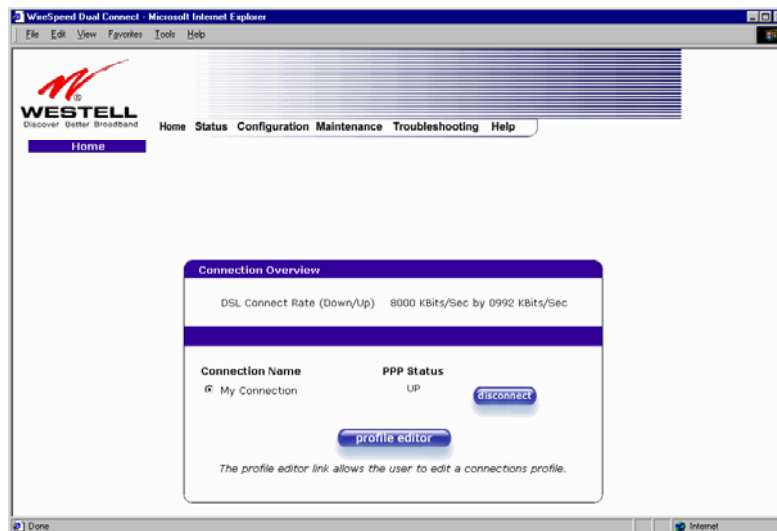 WireSpeed Dual Connect - Microsoft Internet Explorer
File Edit View Favorites Tools Help
WESTELL
Discover Better Broadband
Home Status Configuration Maintenance Troubleshooting Help
Home
Connection Overview
DSL Connect Rate (Down/Up) 8000 KBits/Sec by 0992 KBits/Sec
Connection Name PPP Status
My Connection UP disconnect
profile editor
The profile editor link allows the user to edit a connections profile.
Done Internet